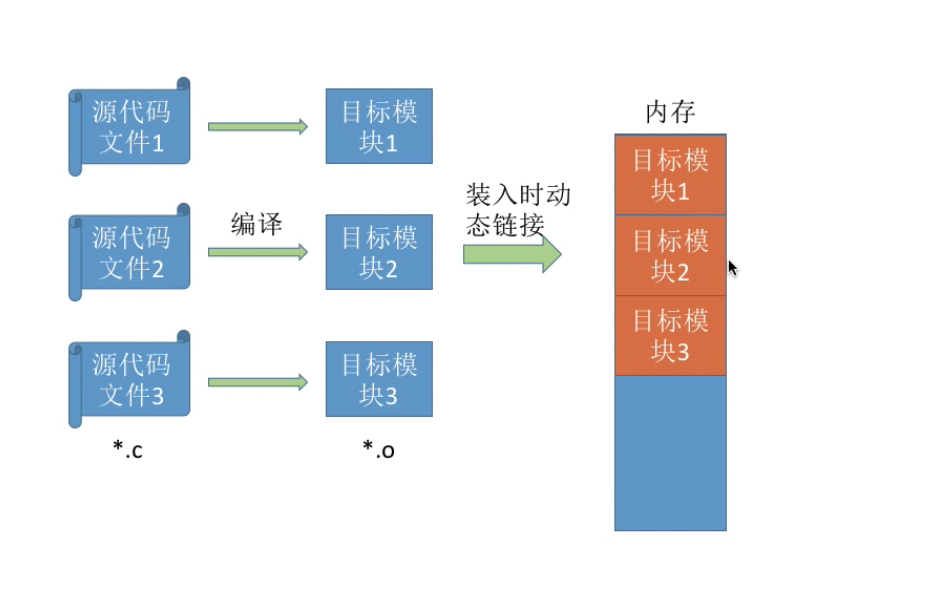 源代码
文件1
目标模
块1
源代码
文件2
编译
目标模
块2
源代码
文件3
目标模
块3
*.c
*.o
装入时动
态链接
内存
目标模
块1
目标模
块2
目标模
块3